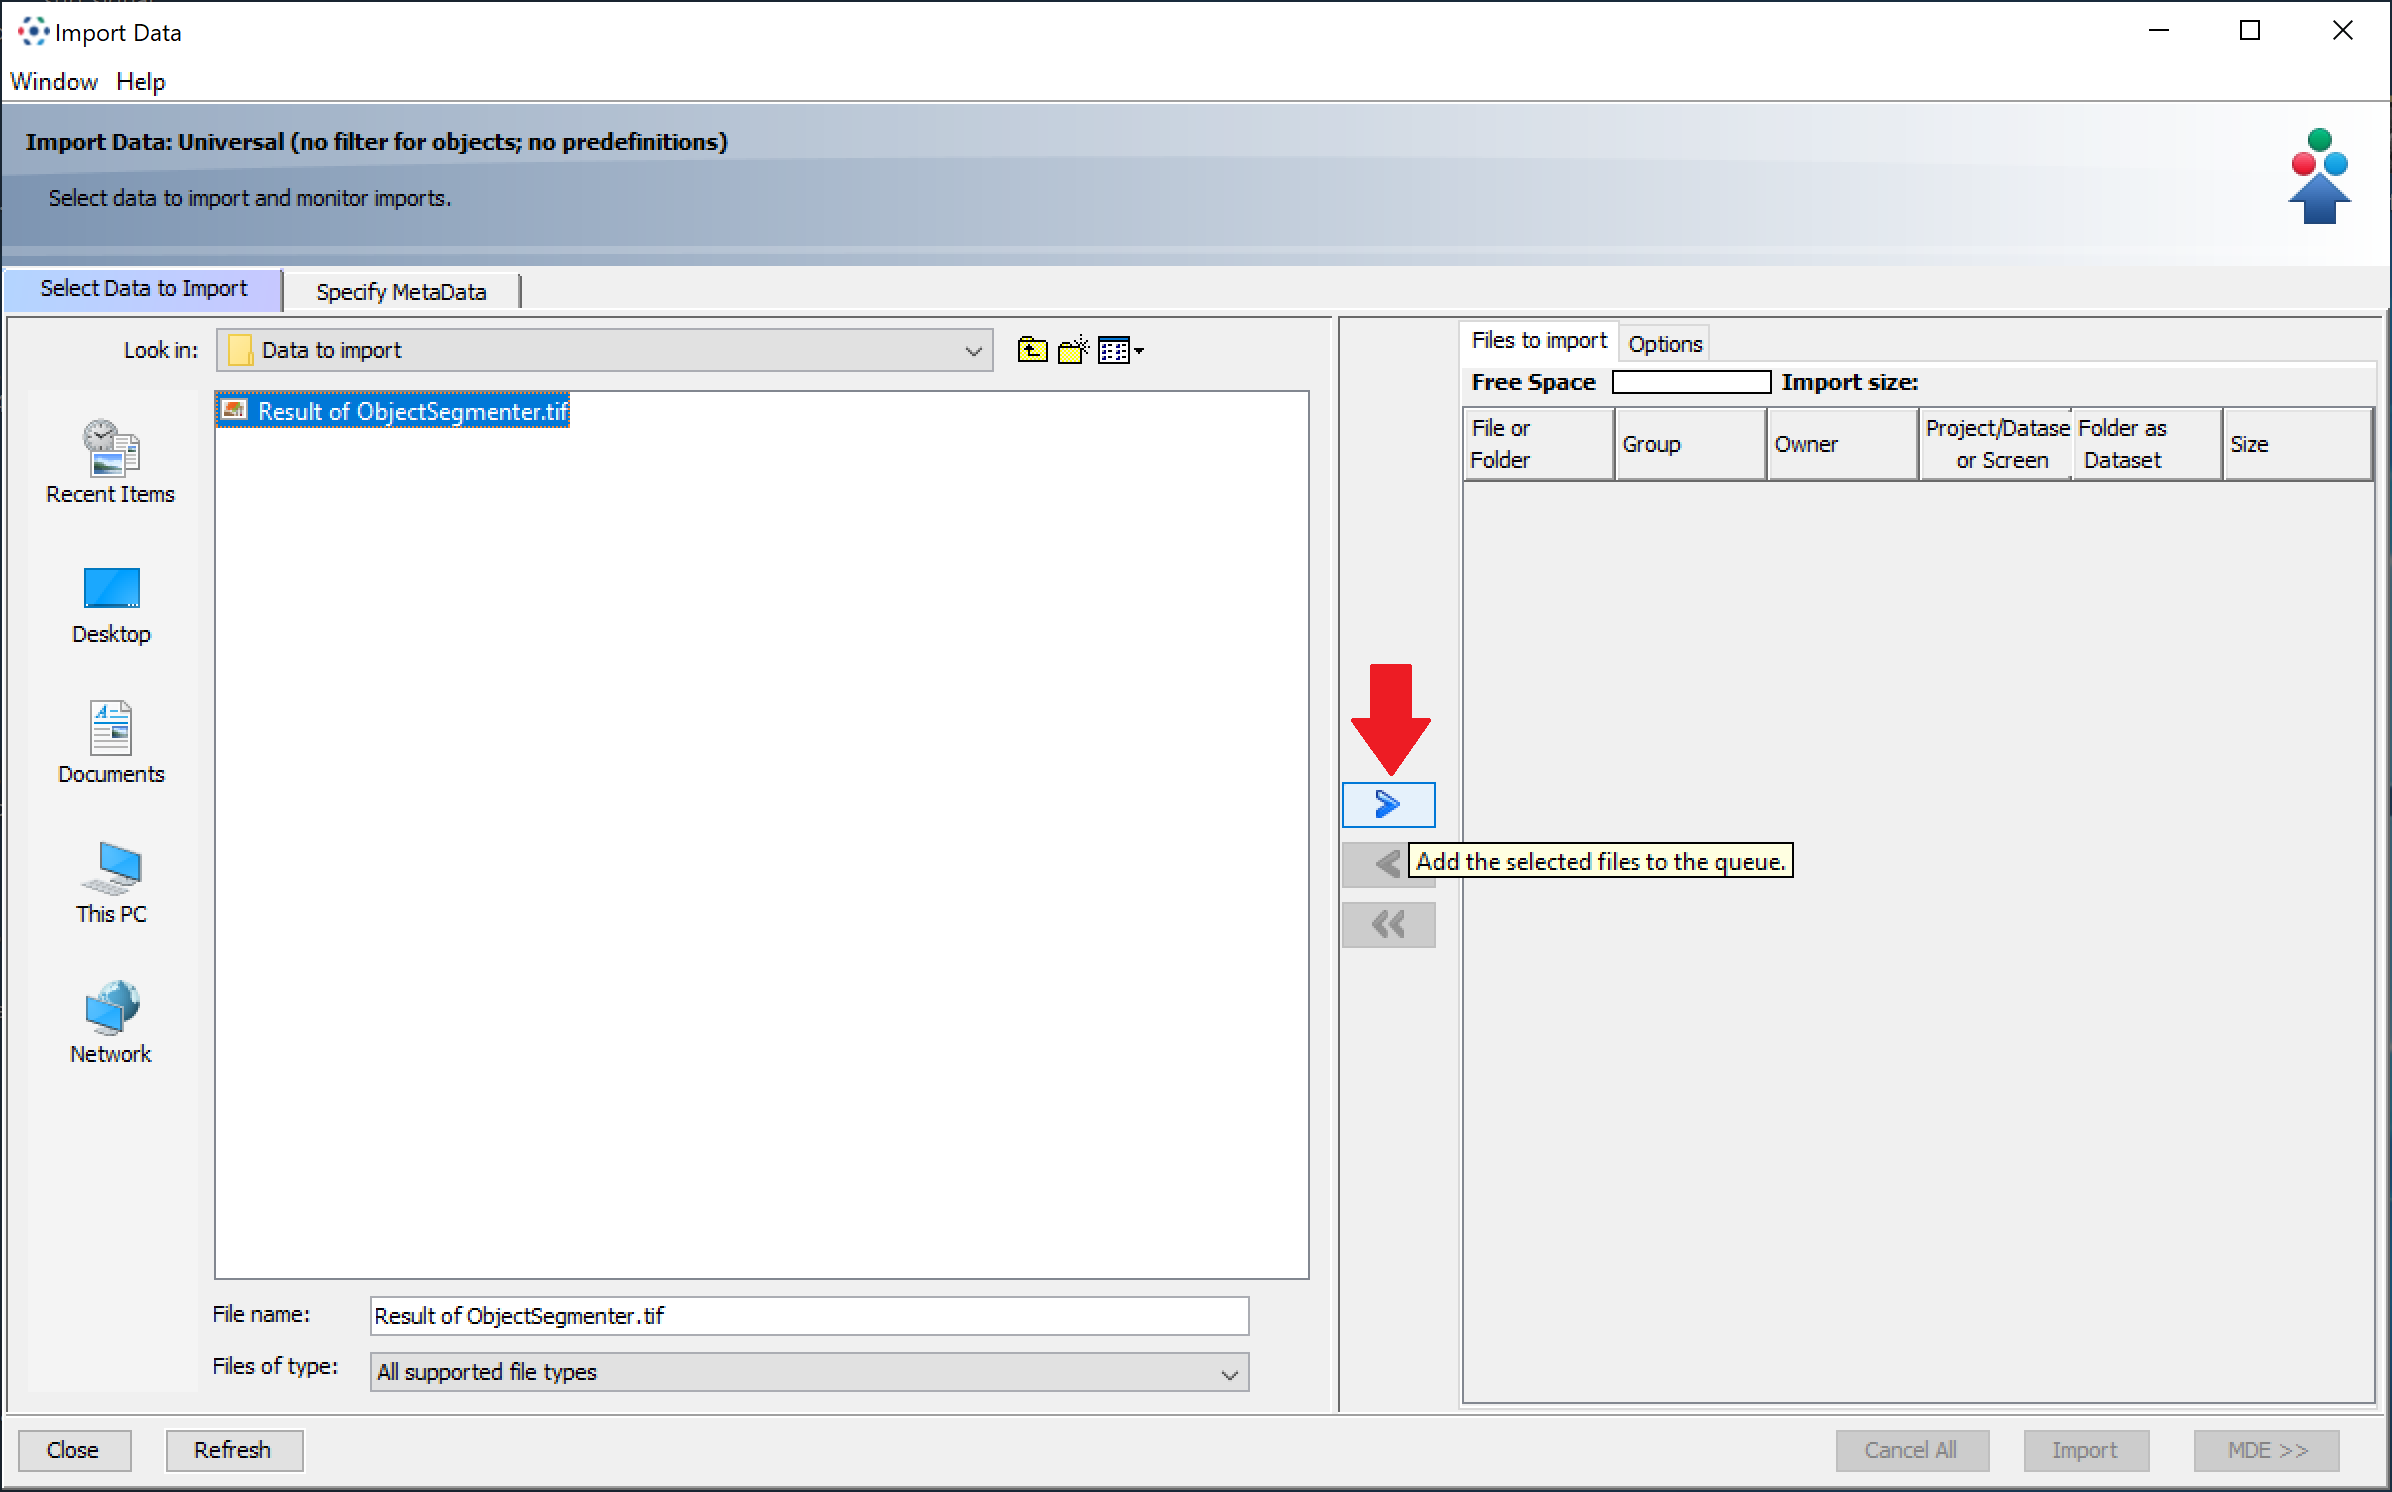 Import Data
Window Help
Import Data: Universal (no filter for objects; no predefinitions)
Select data to import and monitor imports.
Select Data to Import
Specify MetaData
Look in:
Data to import
Recent Items
Desktop
Documents
This PC
Network
Result of ObjectSegmenter.tif
File name:
Result of ObjectSegmenter.tif
Files of type:
All supported file types
Add the selected files to the queue.
Files to import
Options
Free Space
Import size:
File or
Folder
Group
Owner
Project/Datase
or Screen
Folder as
Dataset
Size
Close
Refresh
Cancel All
Import
MDE >>